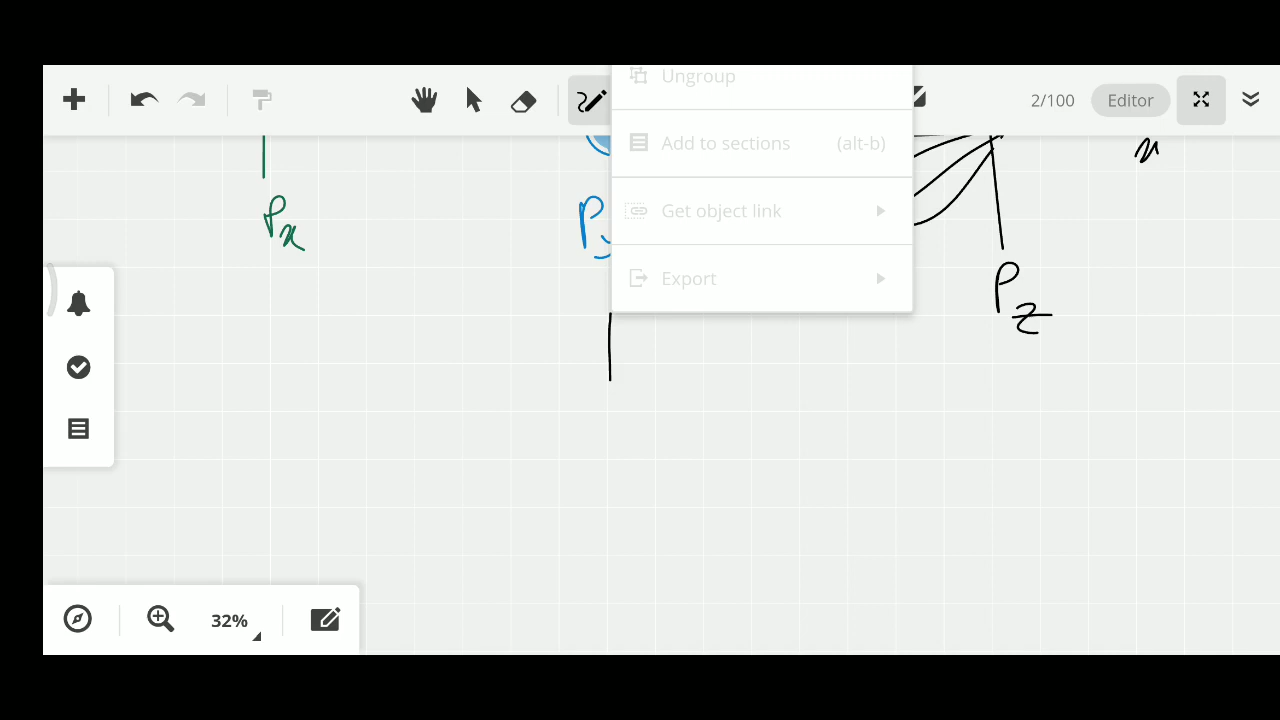 Ungroup
2/100 Editor
Add to sections (alt-b)
x
Get object link
Px
P
Export
Pz
32%